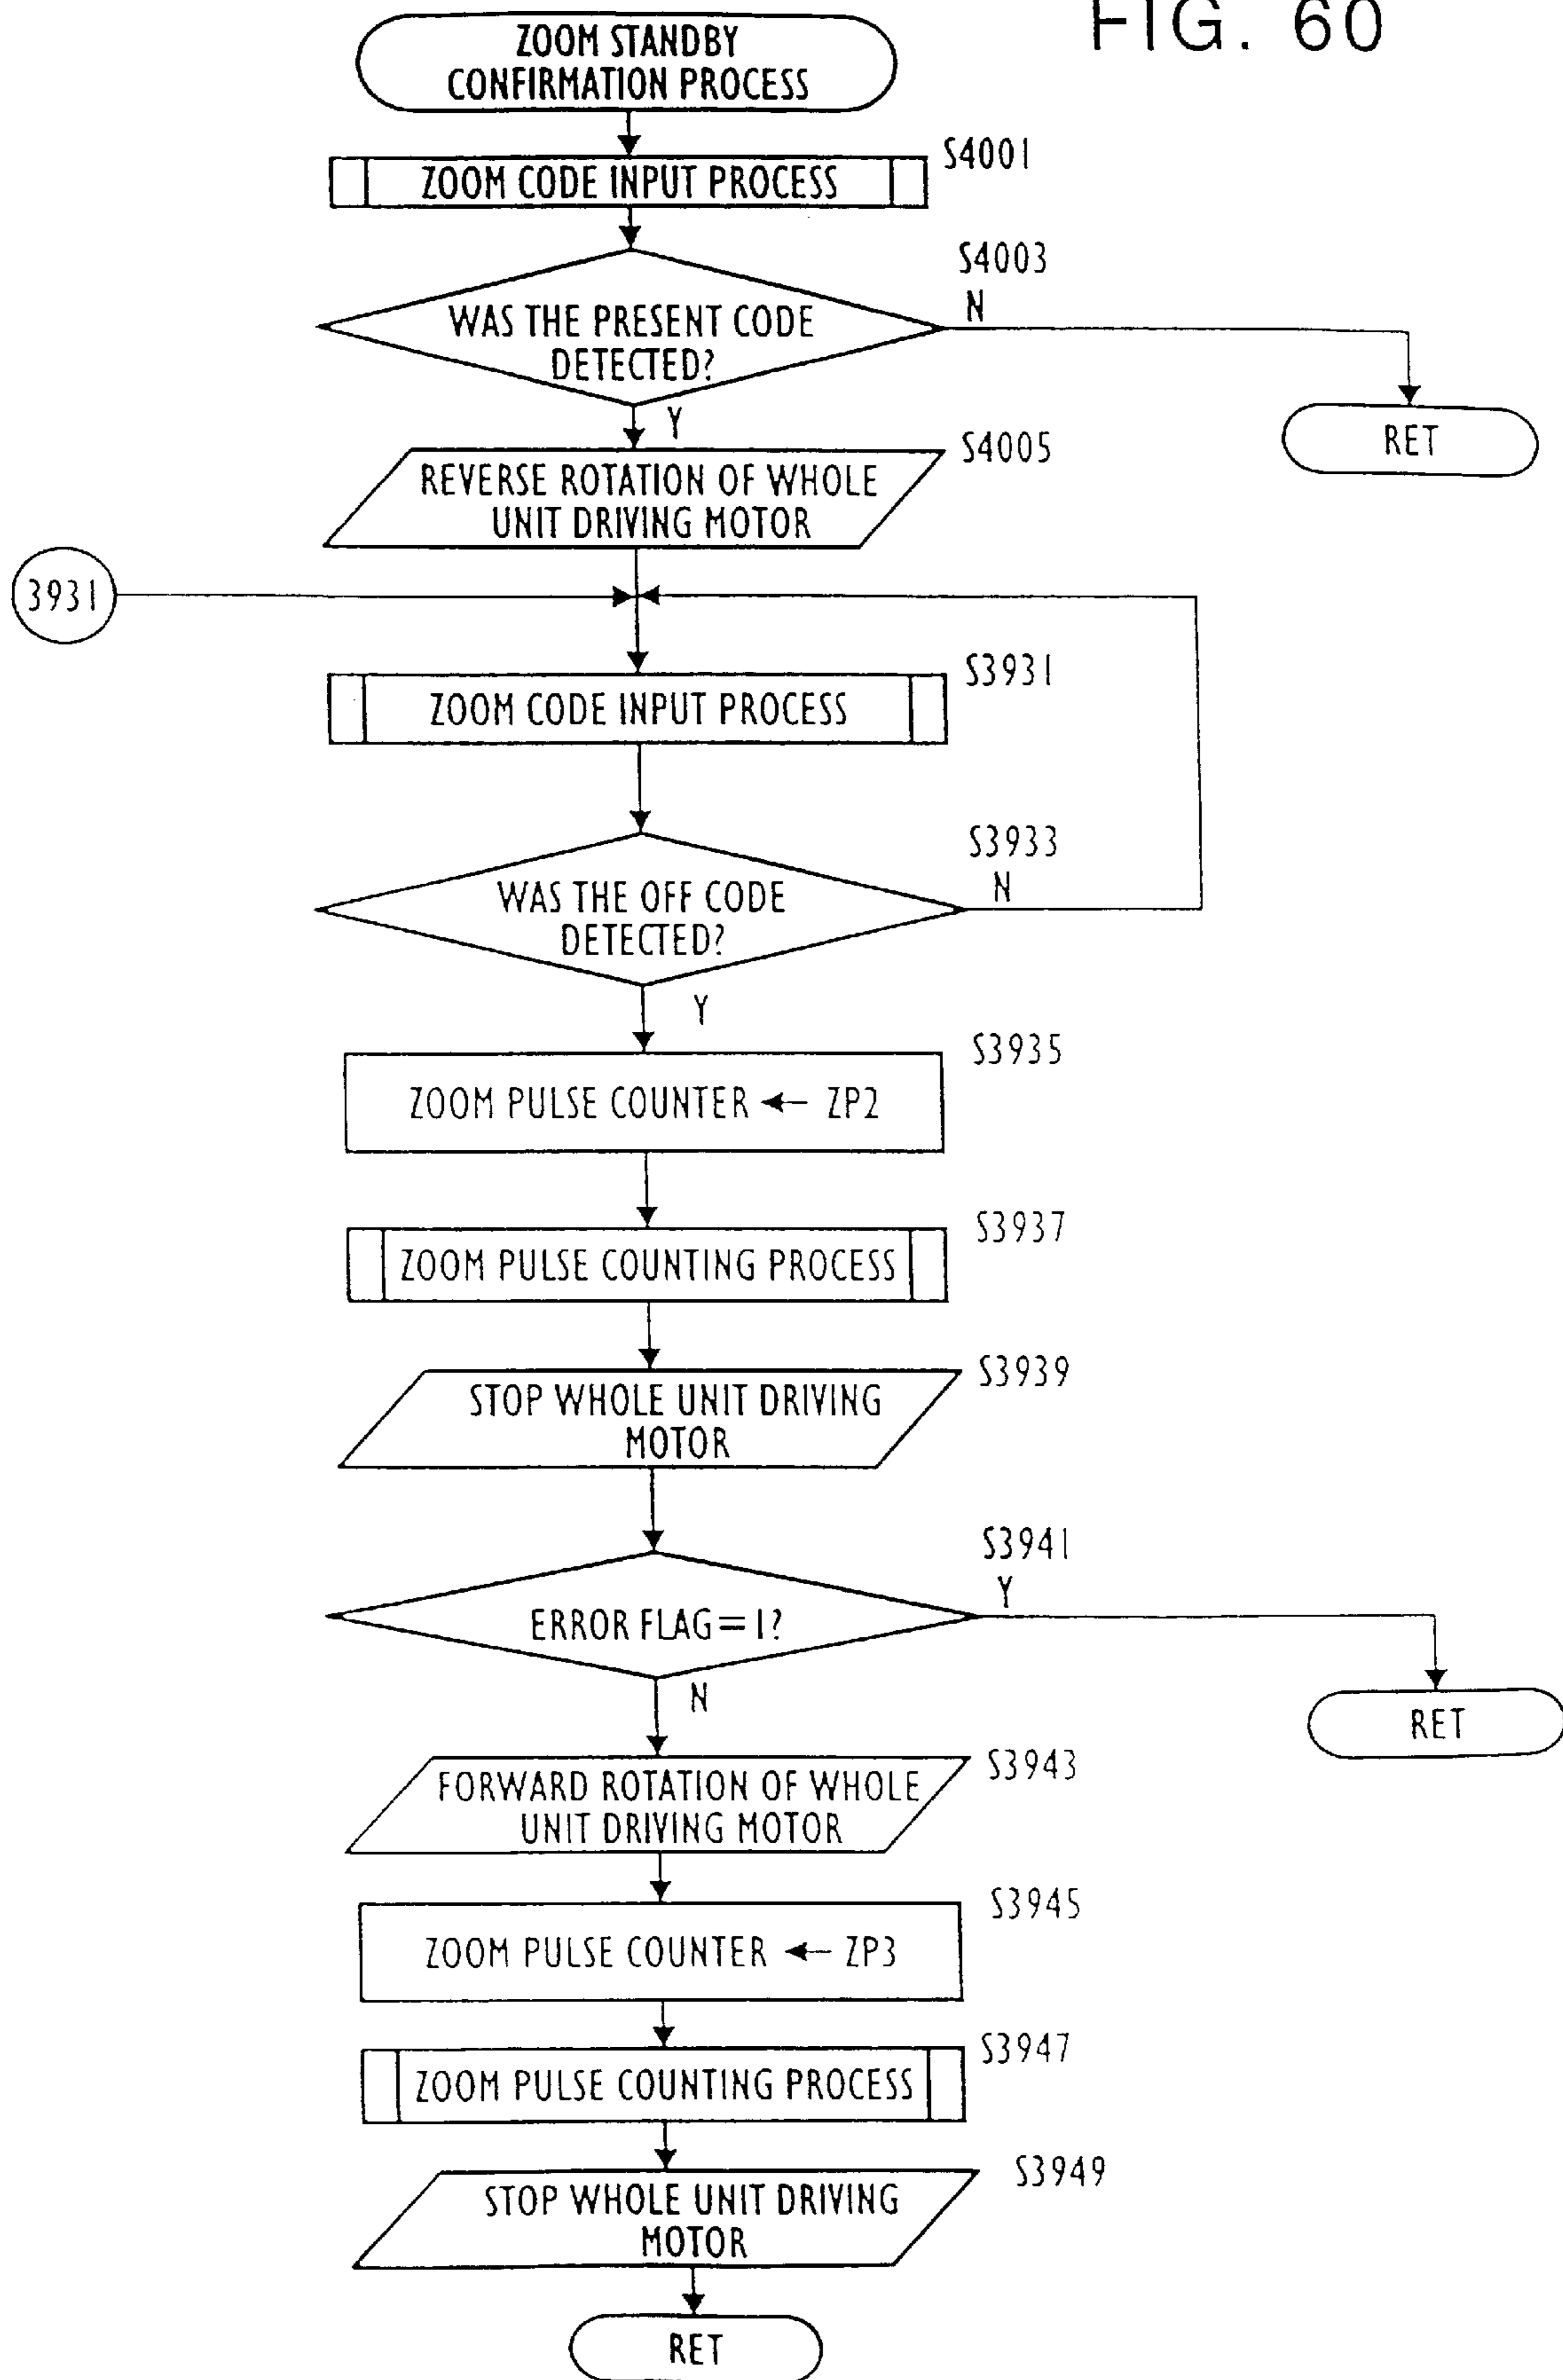 FIG. 60
ZOOM STANDBY
CONFIRMATION PROCESS
S4001
ZOOM CODE INPUT PROCESS
S4003
N
WAS THE PRESENT CODE
DETECTED?
Y
RET
S4005
REVERSE ROTATION OF WHOLE
UNIT DRIVING MOTOR
3931
S3931
ZOOM CODE INPUT PROCESS
S3933
N
WAS THE OFF CODE
DETECTED?
Y
S3935
ZOOM PULSE COUNTER ← ZP2
S3937
ZOOM PULSE COUNTING PROCESS
S3939
STOP WHOLE UNIT DRIVING
MOTOR
S3941
Y
ERROR FLAG=1?
N
RET
S3943
FORWARD ROTATION OF WHOLE
UNIT DRIVING MOTOR
S3945
ZOOM PULSE COUNTER ← ZP3
S3947
ZOOM PULSE COUNTING PROCESS
S3949
STOP WHOLE UNIT DRIVING
MOTOR
RET